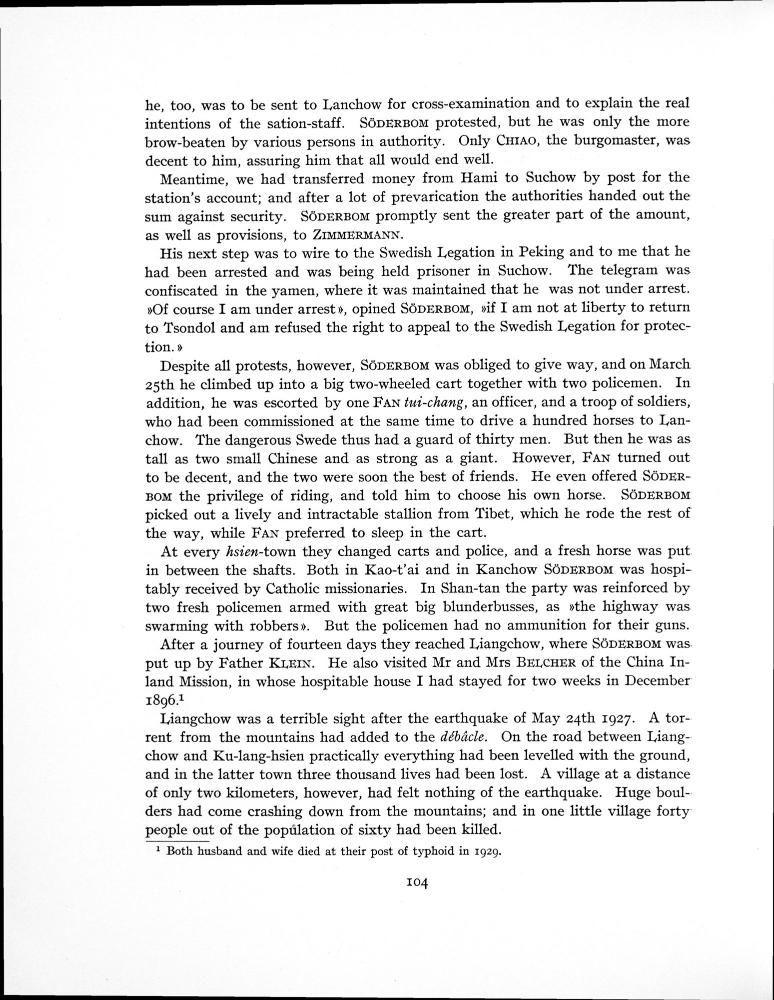 he, too, was to be sent to Lanchow for cross-examination and to explain the real
intentions of the sation-staff. SÖDERBOM protested, but he was only the more
brow-beaten by various persons in authority. Only CHIAO, the burgomaster, was
decent to him, assuring him that all would end well.
Meantime, we had transferred money from Hami to Suchow by post for the
station's account; and after a lot of prevarication the authorities handed out the
sum against security. SÖDERBOM promptly sent the greater part of the amount,
as well as provisions, to ZIMMERMANN.
His next step was to wire to the Swedish Legation in Peking and to me that he
had been arrested and was being held prisoner in Suchow. The telegram was
confiscated in the yamen, where it was maintained that he was not under arrest.
»Of course I am under arrest», opined SÖDERBOM, »if I am not at liberty to return
to Tsondol and am refused the right to appeal to the Swedish Legation for protec-
tion.»
Despite all protests, however, SÖDERBOM was obliged to give way, and on March
25th he climbed up into a big two-wheeled cart together with two policemen. In
addition, he was escorted by one FAN tui-chang, an officer, and a troop of soldiers,
who had been commissioned at the same time to drive a hundred horses to Lan-
chow. The dangerous Swede thus had a guard of thirty men. But then he was as
tall as two small Chinese and as strong as a giant. However, FAN turned out
to be decent, and the two were soon the best of friends. He even offered SÖDER-
BOM the privilege of riding, and told him to choose his own horse. SÖDERBOM
picked out a lively and intractable stallion from Tibet, which he rode the rest of
the way, while FAN preferred to sleep in the cart.
At every hsien-town they changed carts and police, and a fresh horse was put
in between the shafts. Both in Kao-t'ai and in Kanchow SÖDERBOM was hospi-
tably received by Catholic missionaries. In Shan-tan the party was reinforced by
two fresh policemen armed with great big blunderbusses, as »the highway was
swarming with robbers». But the policemen had no ammunition for their guns.
After a journey of fourteen days they reached Liangchow, where SÖDERBOM was
put up by Father KLEIN. He also visited Mr and Mrs BELCHER of the China In-
land Mission, in whose hospitable house I had stayed for two weeks in December
1896.¹
Liangchow was a terrible sight after the earthquake of May 24th 1927. A tor-
rent from the mountains had added to the débâcle. On the road between Liang-
chow and Ku-lang-hsien practically everything had been levelled with the ground,
and in the latter town three thousand lives had been lost. A village at a distance
of only two kilometers, however, had felt nothing of the earthquake. Huge boul-
ders had come crashing down from the mountains; and in one little village forty
people out of the population of sixty had been killed.
¹ Both husband and wife died at their post of typhoid in 1929.
104